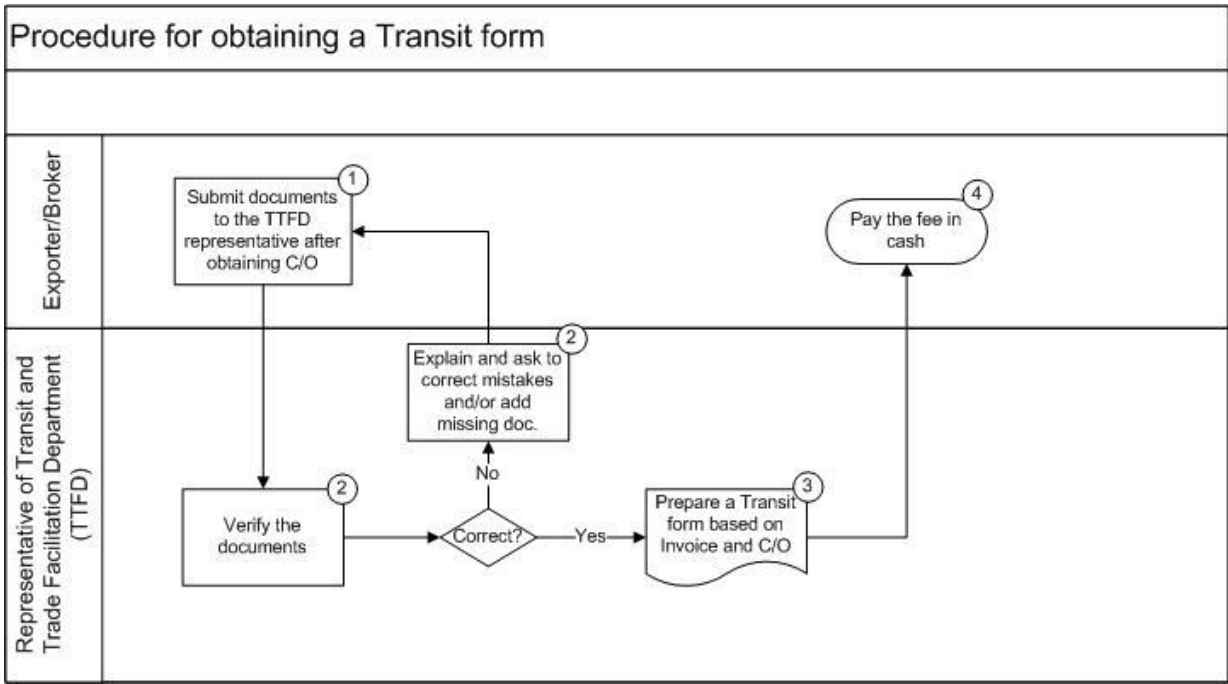 Procedure for obtaining a Transit form
Exporter/Broker
1
Submit documents
to the TTFD
representative after
obtaining C/O
4
Pay the fee in
cash
Representative of Transit and
Trade Facilitation Department
(TTFD)
2
Explain and ask to
correct mistakes
and/or add
missing doc.
No
2
Verify the
documents
Correct?
Yes
3
Prepare a Transit
form based on
Invoice and C/O